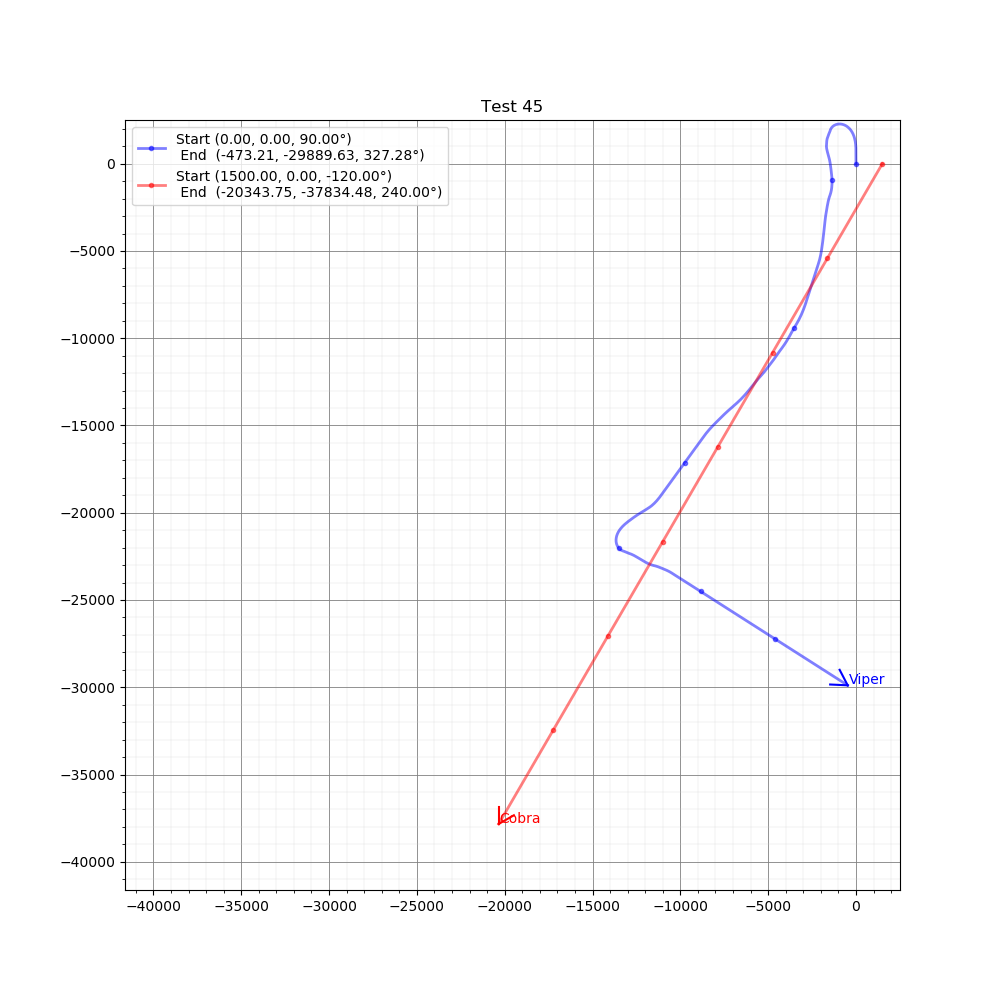 Test 45
Start (0.00, 0.00, 90.00°)
End (-473.21, -29889.63, 327.28°)
Start (1500.00, 0.00, -120.00°)
End (-20343.75, -37834.48, 240.00°)
0
−5000
−10000
−15000
−20000
−25000
−30000
−35000
−40000
Viper
Cobra
−40000 −35000 −30000 −25000 −20000 −15000 −10000 −5000 0